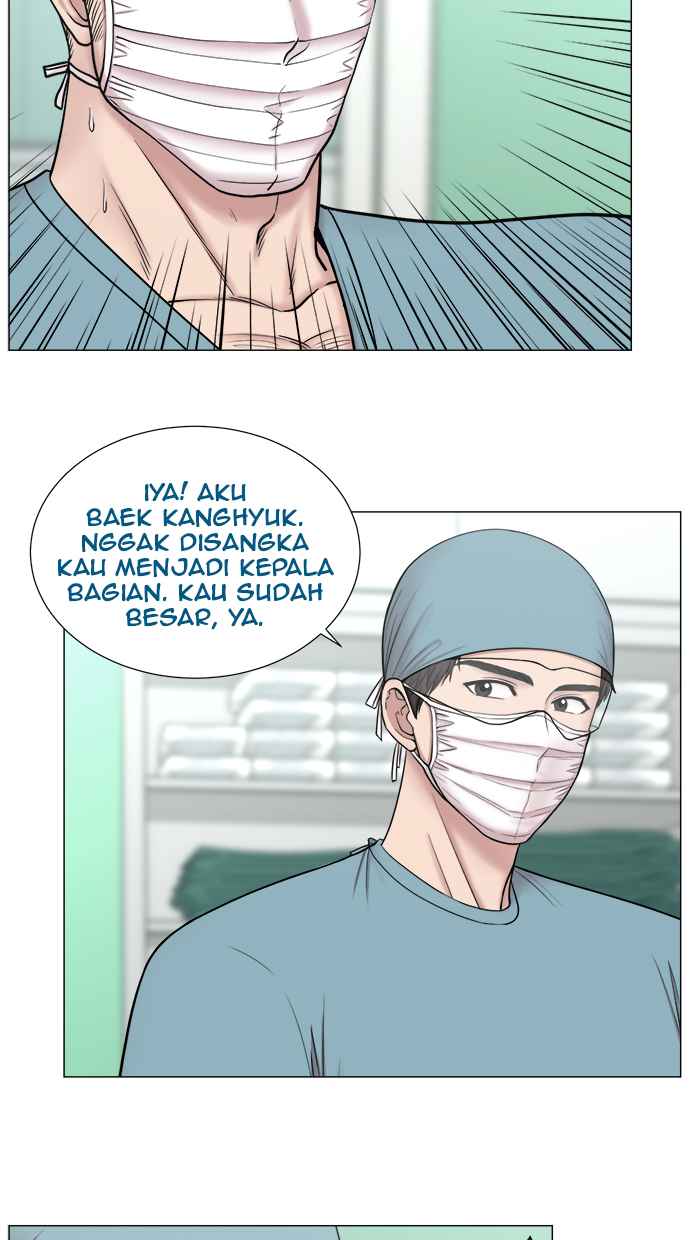 IYA! AKU
BAEK KANGHYUK.
NGGAK DISANGKA
KAU MENJADI KEPALA
BAGIAN. KAU SUDAH
BESAR, YA.